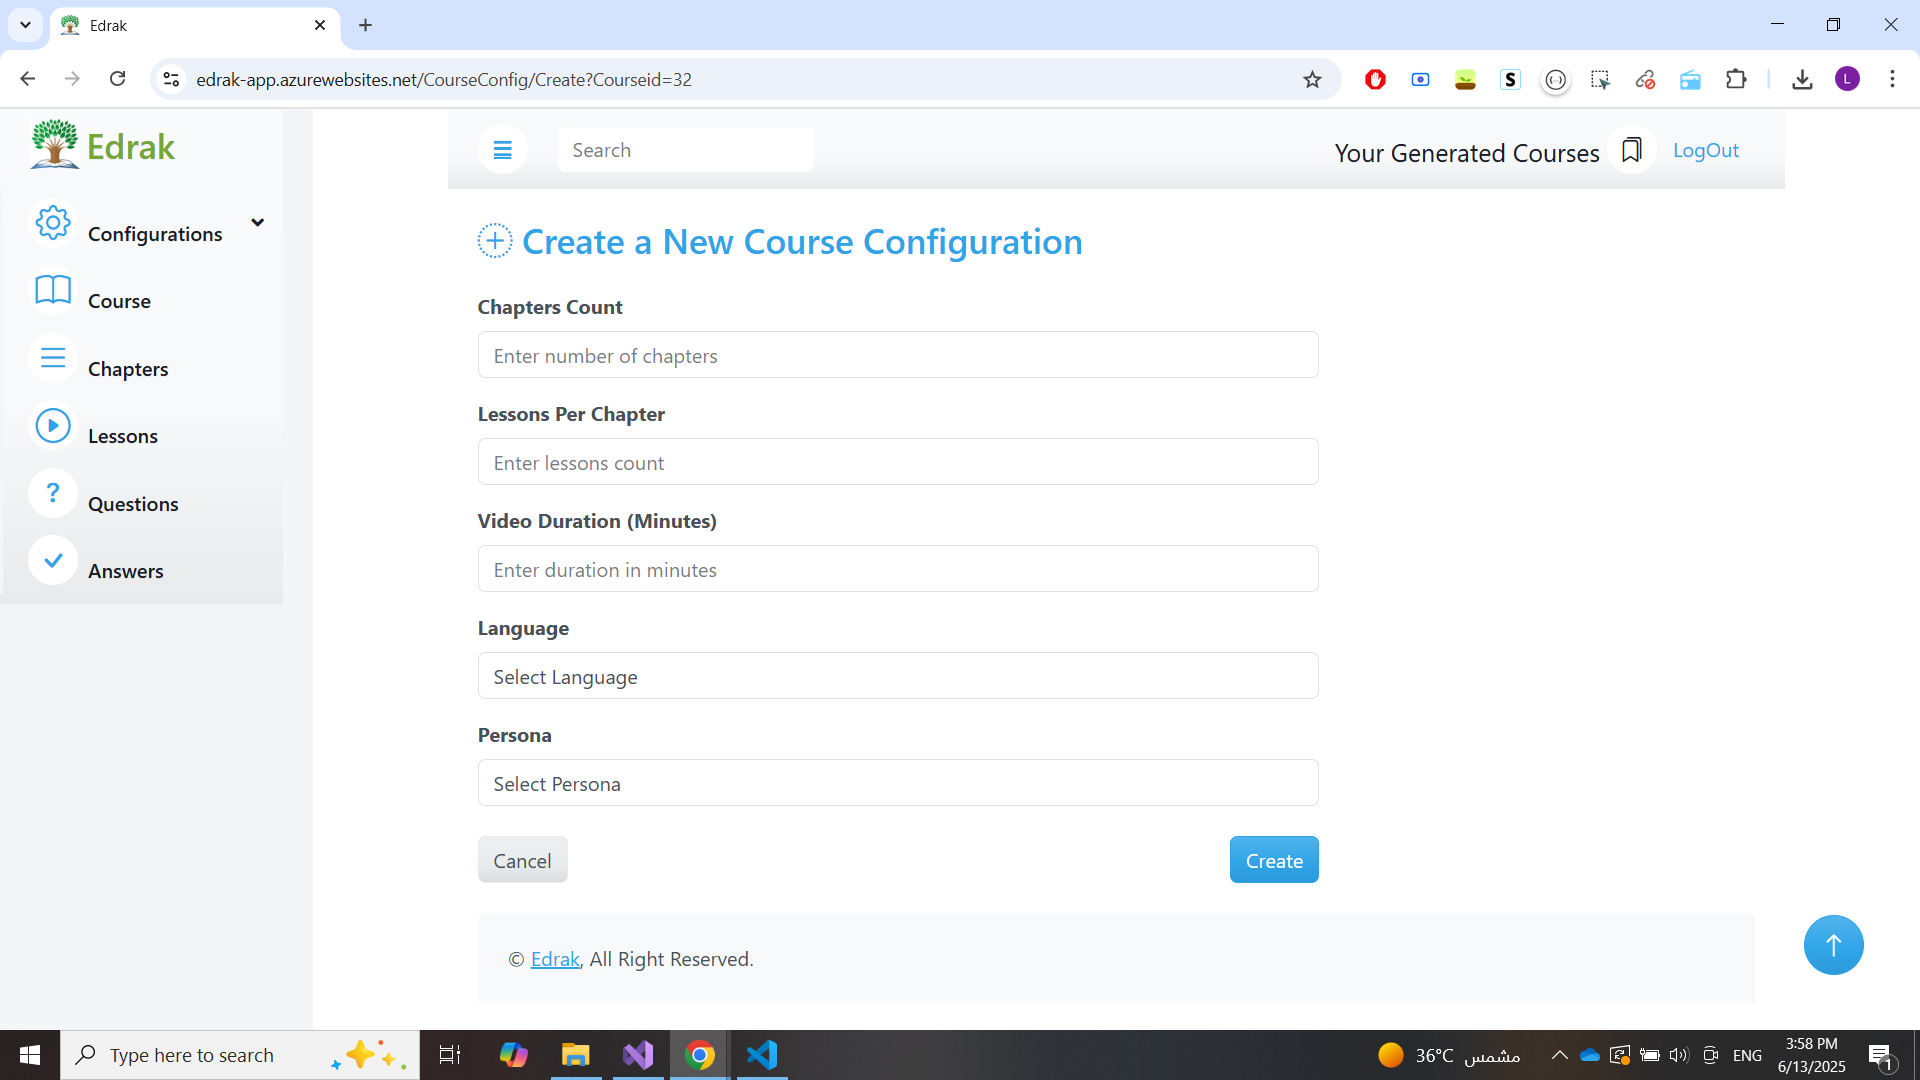 Edrak
edrak-app.azurewebsites.net/CourseConfig/Create?Courseid=32
L
Edrak
Search
Your Generated Courses
LogOut
Configurations
Course
Chapters
Lessons
?
Questions
Answers
Create a New Course Configuration
Chapters Count
Enter number of chapters
Lessons Per Chapter
Enter lessons count
Video Duration (Minutes)
Enter duration in minutes
Language
Select Language
Persona
Select Persona
Cancel
Create
© Edrak, All Right Reserved.
Type here to search
36°C مشمس
ENG
3:58 PM
6/13/2025
1